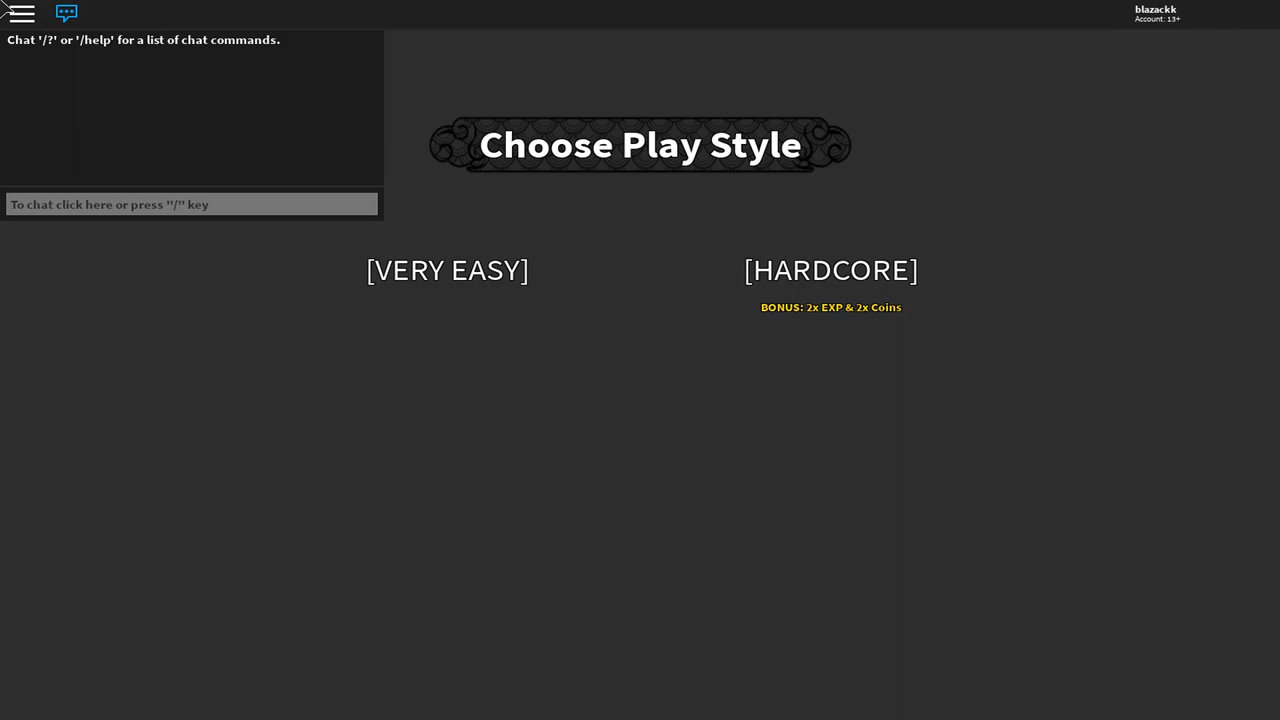 blazackk
Account: 13+
Chat '/?' or '/help' for a list of chat commands.
To chat click here or press "/" key
Choose Play Style
[VERY EASY]
[HARDCORE]
BONUS: 2x EXP & 2x Coins